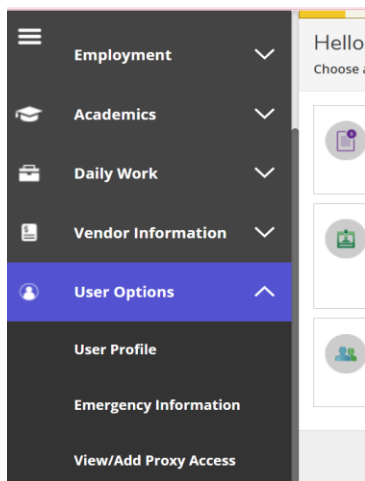 Employment
Hello
Choose a
Academics
Daily Work
Vendor Information
User Options
User Profile
Emergency Information
View/Add Proxy Access